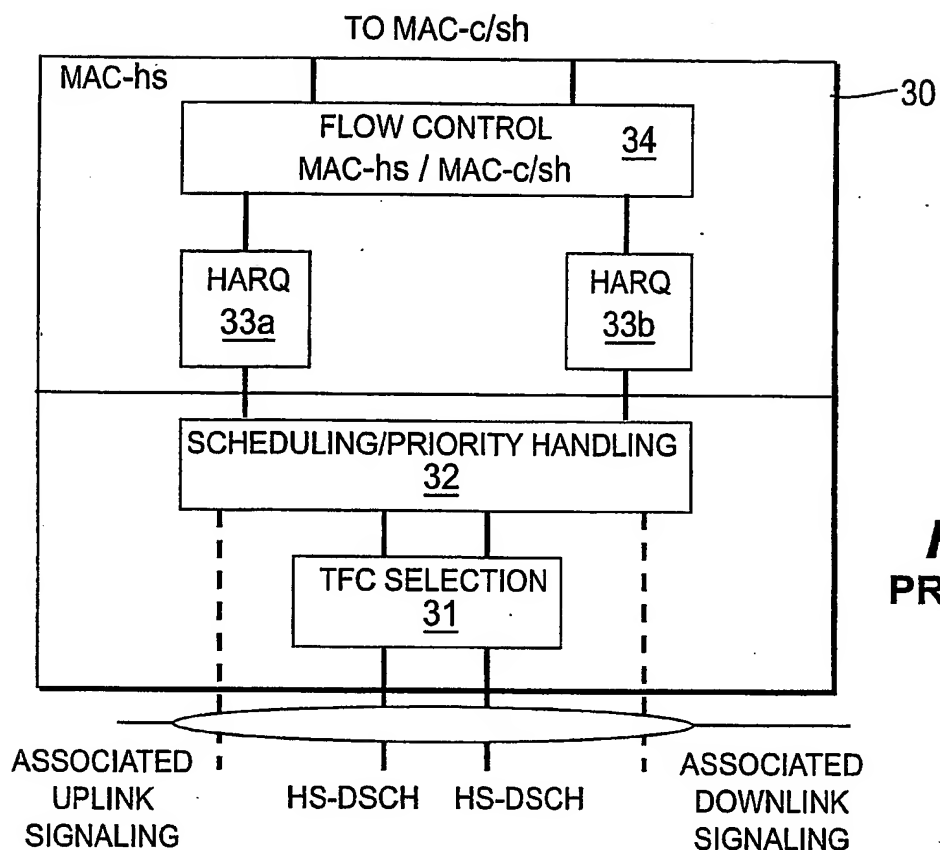 TO MAC-c/sh
MAC-hs
30
FLOW CONTROL
34
MAC-hs / MAC-c/sh
HARQ
33a
HARQ
33b
SCHEDULING/PRIORITY HANDLING
32
TFC SELECTION
31
PR
ASSOCIATED
UPLINK
SIGNALING
HS-DSCH
HS-DSCH
ASSOCIATED
DOWNLINK
SIGNALING